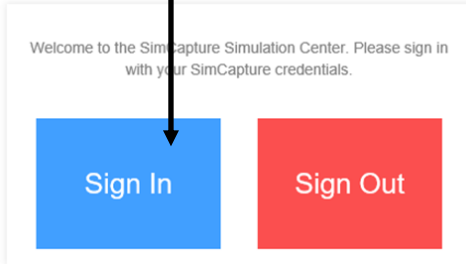 Welcome to the SimCapture Simulation Center. Please sign in
with your SimCapture credentials.
Sign In
Sign Out